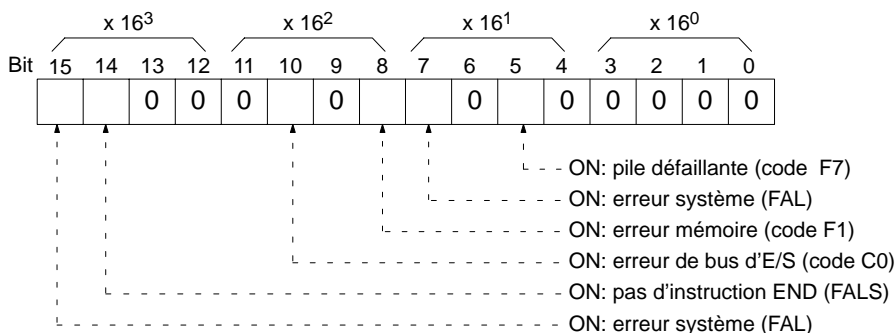 x 16³ x 16² x 16¹ x 16⁰
Bit 15 14 13 12 11 10 9 8 7 6 5 4 3 2 1 0
0 0 0 0 0 0 0 0 0 0
ON: pile défaillante (code F7)
ON: erreur système (FAL)
ON: erreur mémoire (code F1)
ON: erreur de bus d'E/S (code C0)
ON: pas d'instruction END (FALS)
ON: erreur système (FAL)